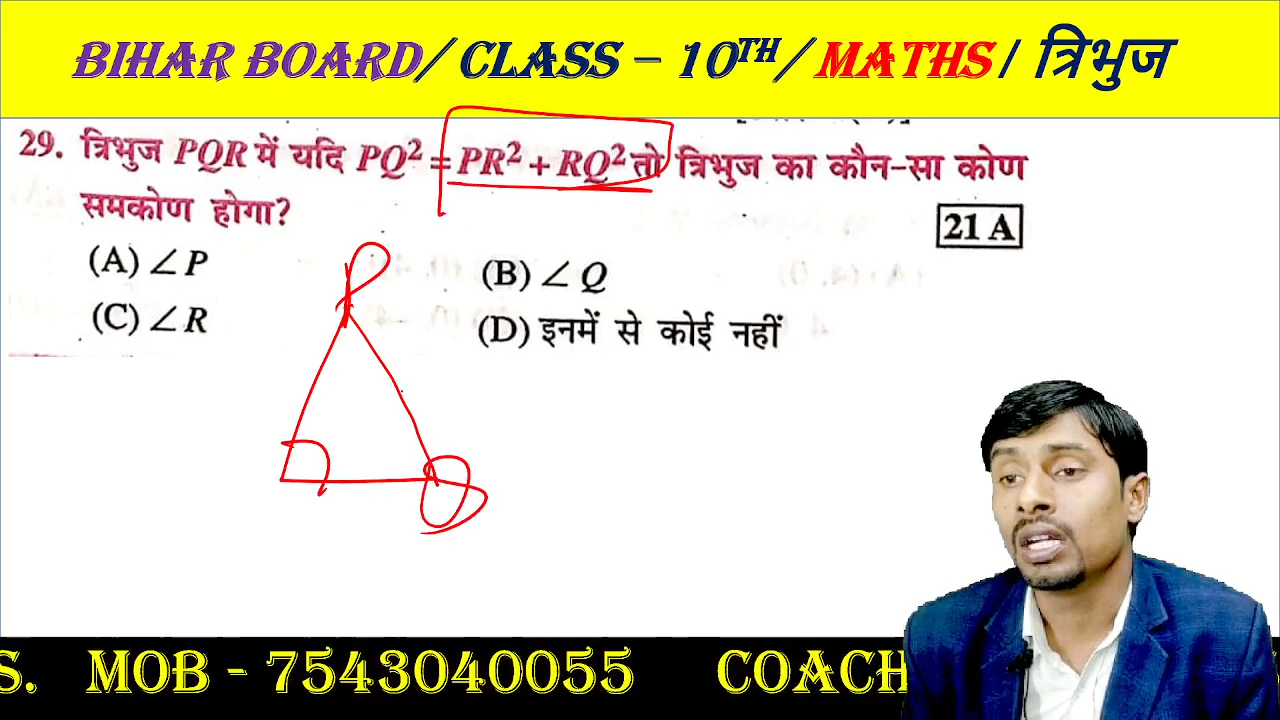 BIHAR BOARD/ CLASS – 10TH/ MATHS/ त्रिभुज
29. त्रिभुज PQR में यदि PQ² = PR² + RQ² तो त्रिभुज का कौन-सा कोण
समकोण होगा?
21 A
(A) ∠P
(B) ∠Q
(C) ∠R
(D) इनमें से कोई नहीं
P
Q
S. MOB - 7543040055 COACH